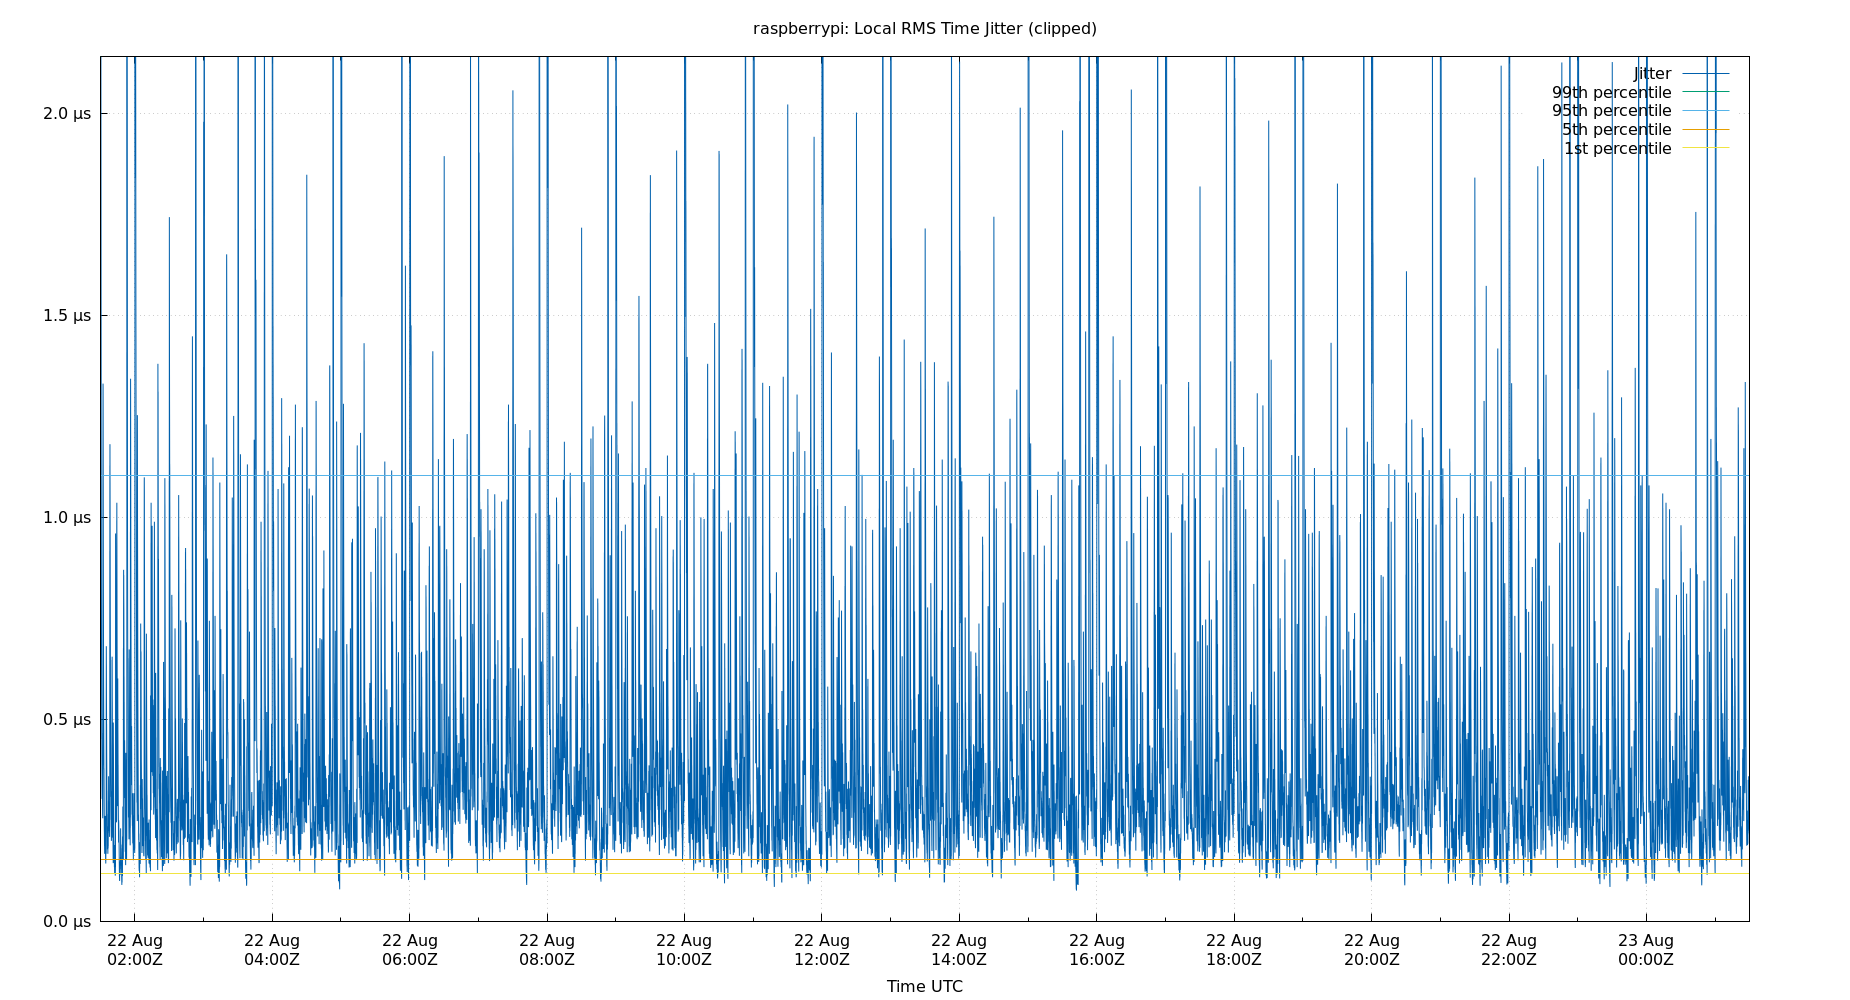 raspberrypi: Local RMS Time Jitter (clipped)
Jitter
99th percentile
95th percentile
5th percentile
1st percentile
2.0 µs
1.5 µs
1.0 µs
0.5 µs
0.0 µs
22 Aug 22 Aug 22 Aug 22 Aug 22 Aug 22 Aug 22 Aug 22 Aug 22 Aug 22 Aug 22 Aug 23 Aug
02:00Z 04:00Z 06:00Z 08:00Z 10:00Z 12:00Z 14:00Z 16:00Z 18:00Z 20:00Z 22:00Z 00:00Z
Time UTC